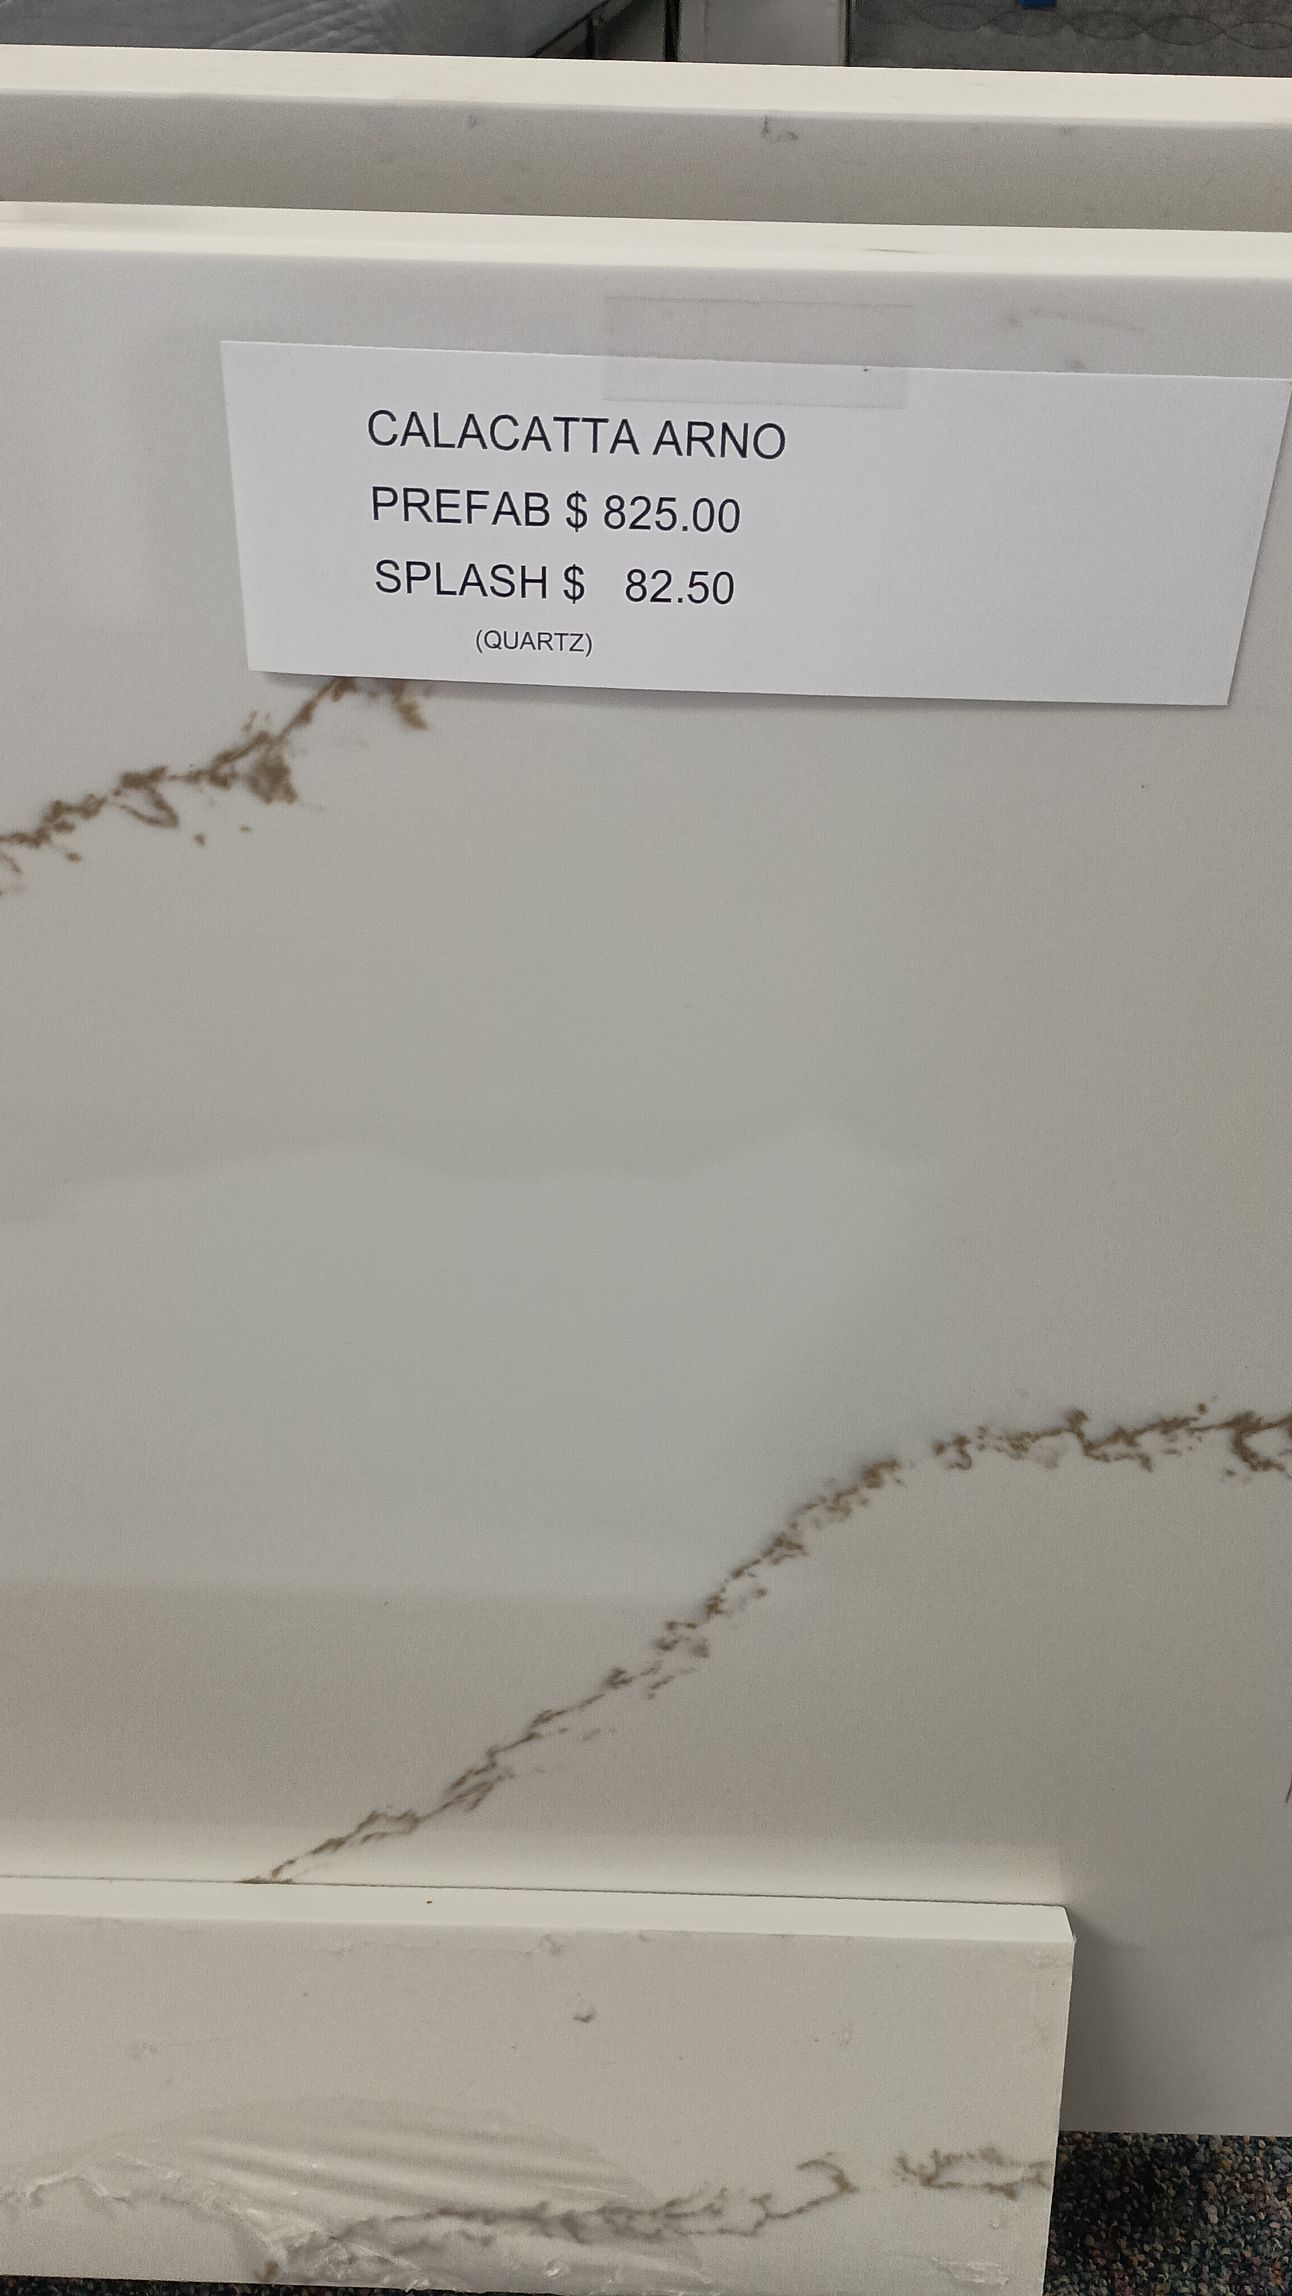 CALACATTA ARNO
PREFAB $ 825.00
SPLASH $ 82.50
(QUARTZ)